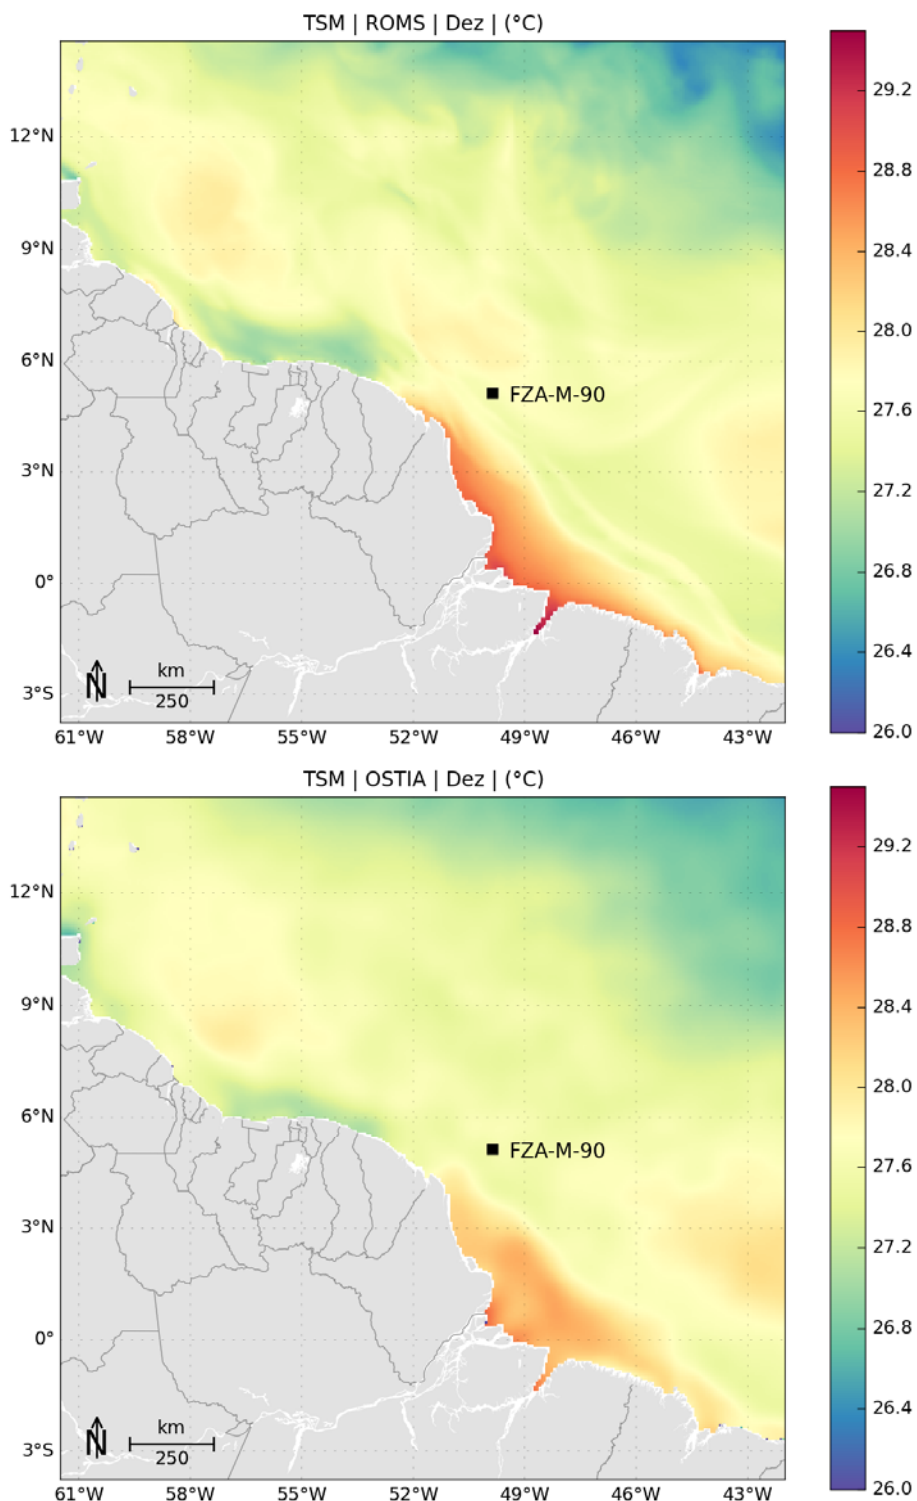 TSM | ROMS | Dez | (°C)
12°N
9°N
6°N
3°N
0°
3°S
61°W 58°W 55°W 52°W 49°W 46°W 43°W
FZA-M-90
N
km
250
29.2
28.8
28.4
28.0
27.6
27.2
26.8
26.4
26.0
TSM | OSTIA | Dez | (°C)
12°N
9°N
6°N
3°N
0°
3°S
61°W 58°W 55°W 52°W 49°W 46°W 43°W
FZA-M-90
N
km
250
29.2
28.8
28.4
28.0
27.6
27.2
26.8
26.4
26.0